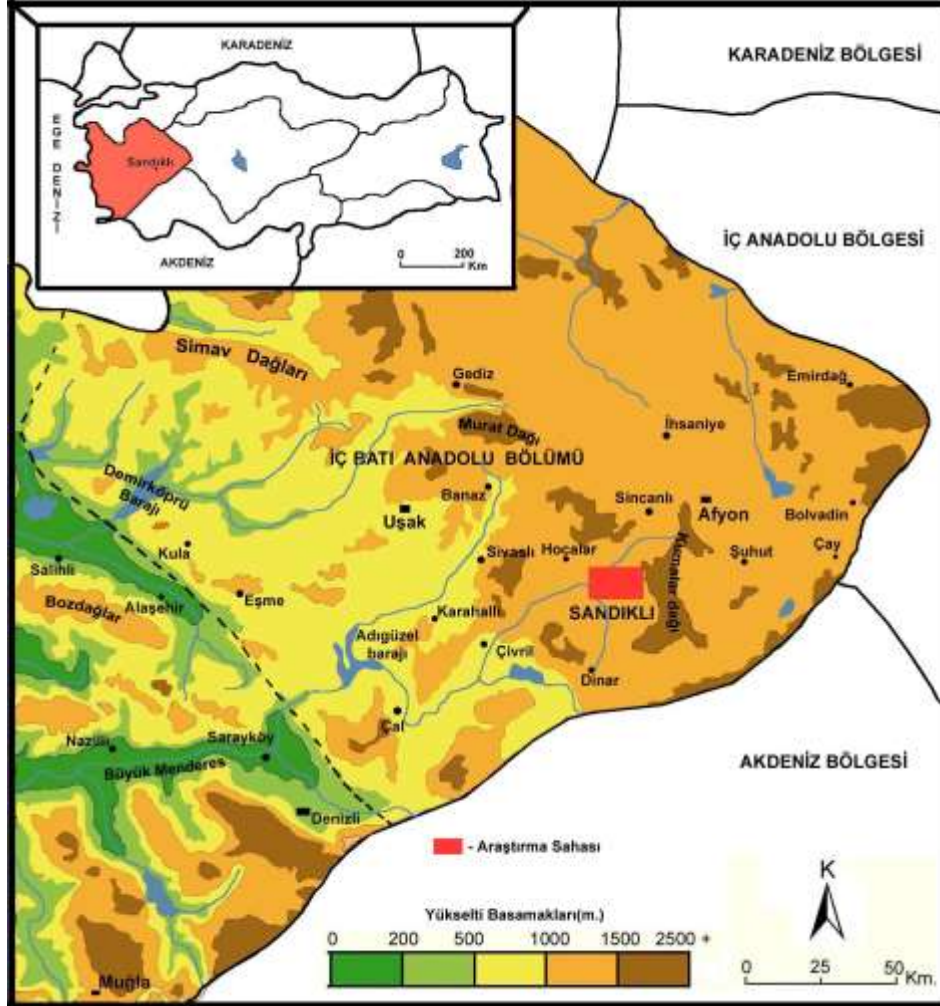 KARADENİZ
EGE DENİZİ
Sandıklı
AKDENİZ
0 200
Km
KARADENİZ BÖLGESİ
İÇ ANADOLU BÖLGESİ
Simav Dağları
Gediz
Emirdağ
Murat Dağı
İhsaniye
İÇ BATI ANADOLU BÖLÜMÜ
Demirköprü
Barajı
Banaz
Sincanlı
Afyon
Bolvadin
Uşak
Kula
Sivaslı
Hocalar
Şuhut
Çay
Salihli
Kumalar dağı
Bozdağlar
Alaşehir
Eşme
SANDIKLI
Karahallı
Adıgüzel
barajı
Çivril
Dinar
Çal
Nazilli
Sarayköy
Büyük Menderes
AKDENİZ BÖLGESİ
Denizli
- Araştırma Sahası
K
Yükselti Basamakları(m.)
0 200 500 1000 1500 2500 +
Muğla
0 25 50
Km.